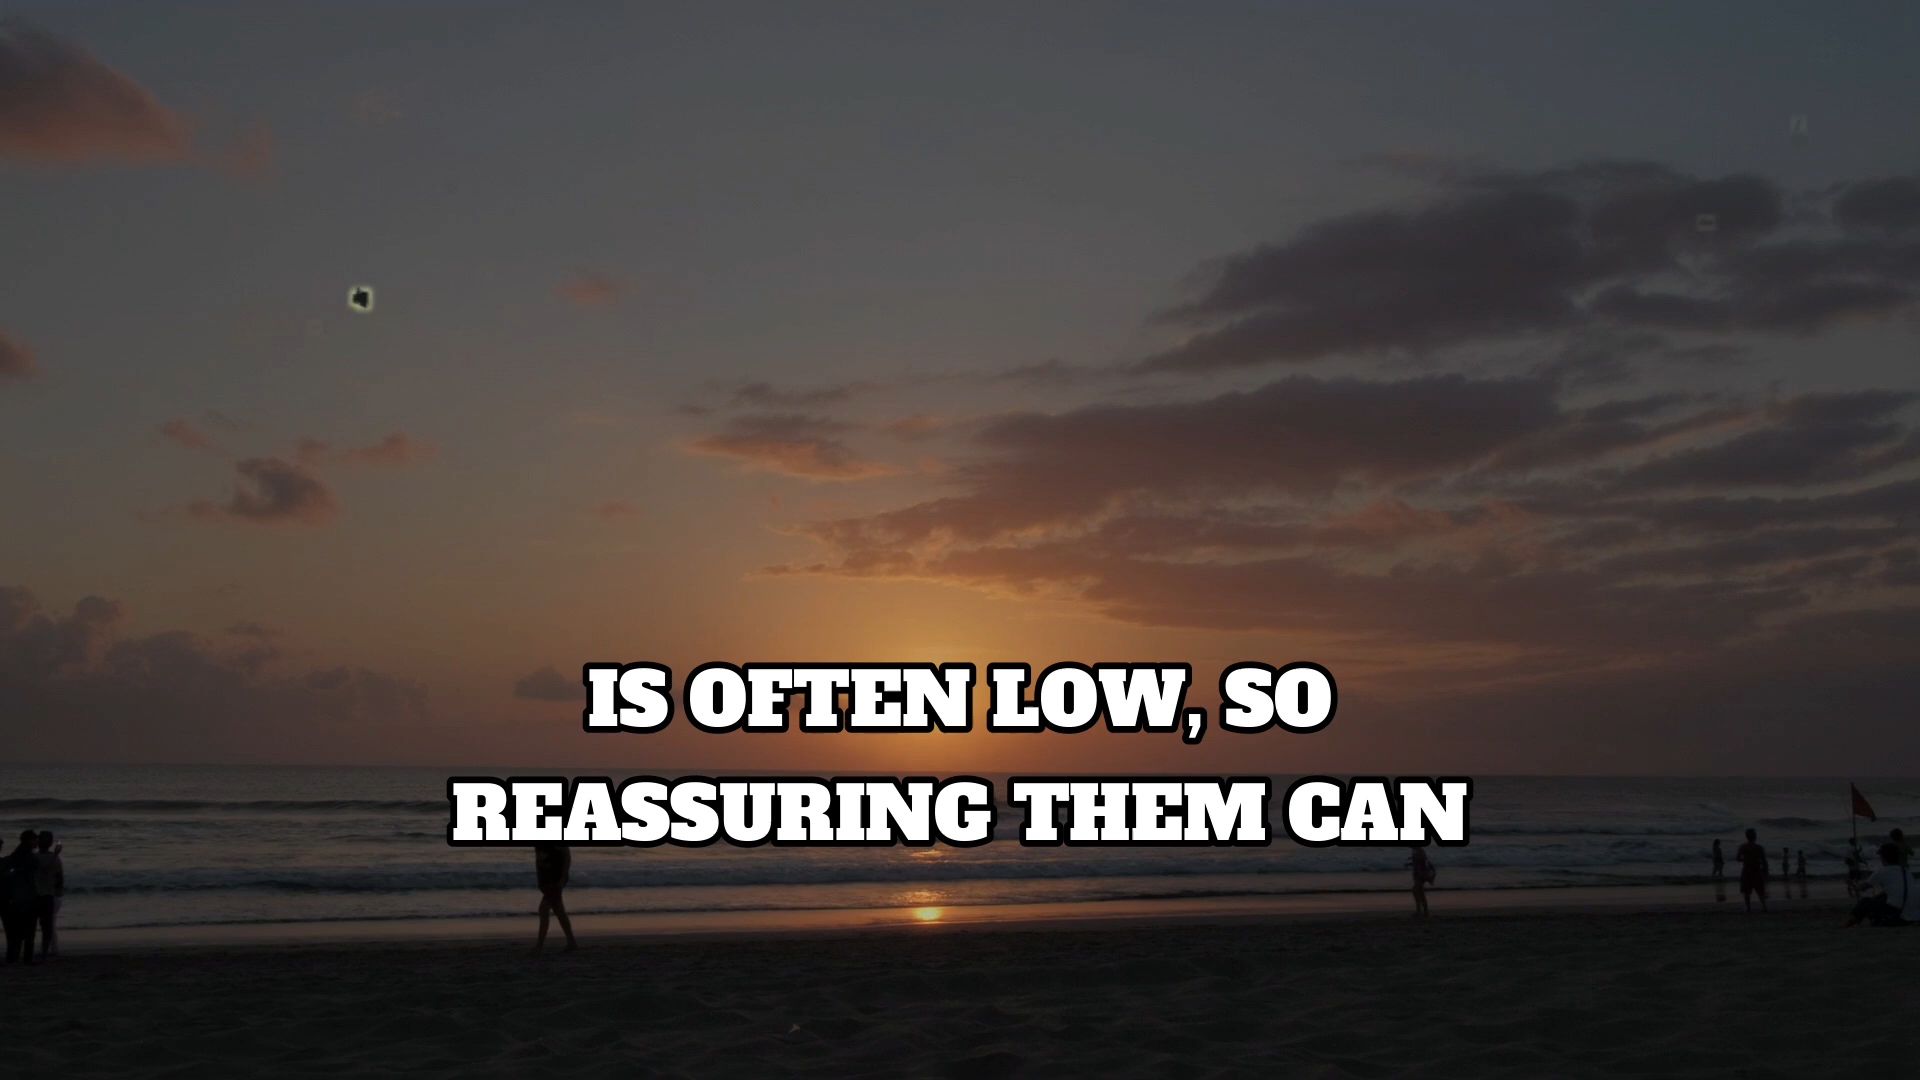 IS OFTEN LOW, SO
REASSURING THEM CAN